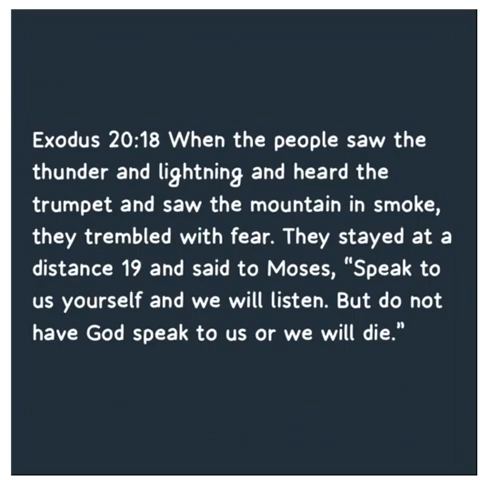 Exodus 20:18 When the people saw the
thunder and lightning and heard the
trumpet and saw the mountain in smoke,
they trembled with fear. They stayed at a
distance 19 and said to Moses, "Speak to
us yourself and we will listen. But do not
have God speak to us or we will die."